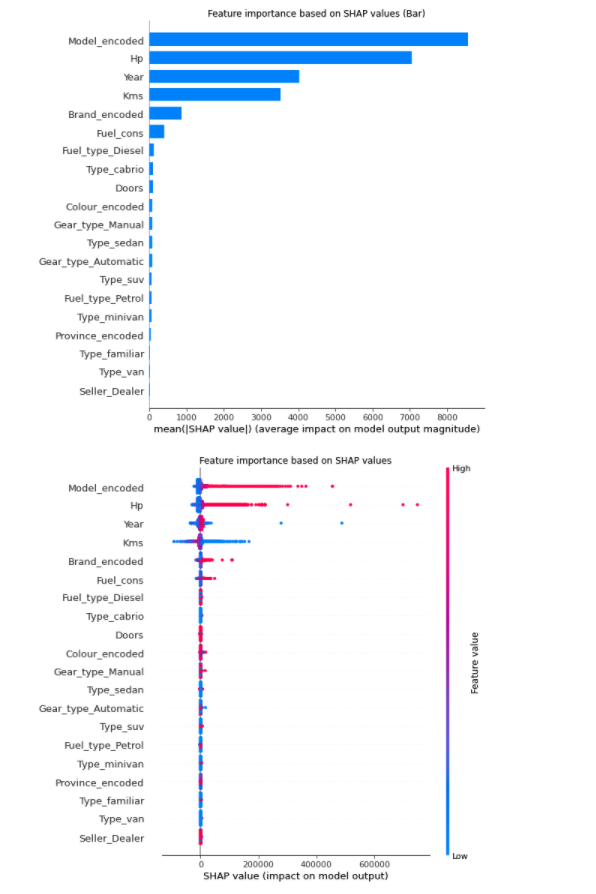 Feature importance based on SHAP values (Bar)
Model_encoded
Hp
Year
Kms
Brand_encoded
Fuel_cons
Fuel_type_Diesel
Type_cabrio
Doors
Colour_encoded
Gear_type_Manual
Type_sedan
Gear_type_Automatic
Type_suv
Fuel_type_Petrol
Type_minivan
Province_encoded
Type_familiar
Type_van
Seller_Dealer
0 1000 2000 3000 4000 5000 6000 7000 8000
mean(|SHAP value|) (average impact on model output magnitude)
Feature importance based on SHAP values
High
Model_encoded
Hp
Year
Kms
Brand_encoded
Fuel_cons
Fuel_type_Diesel
Type_cabrio
Doors
Colour_encoded
Gear_type_Manual
Type_sedan
Gear_type_Automatic
Type_suv
Fuel_type_Petrol
Type_minivan
Province_encoded
Type_familiar
Type_van
Seller_Dealer
Feature value
Low
0 200000 400000 600000
SHAP value (impact on model output)